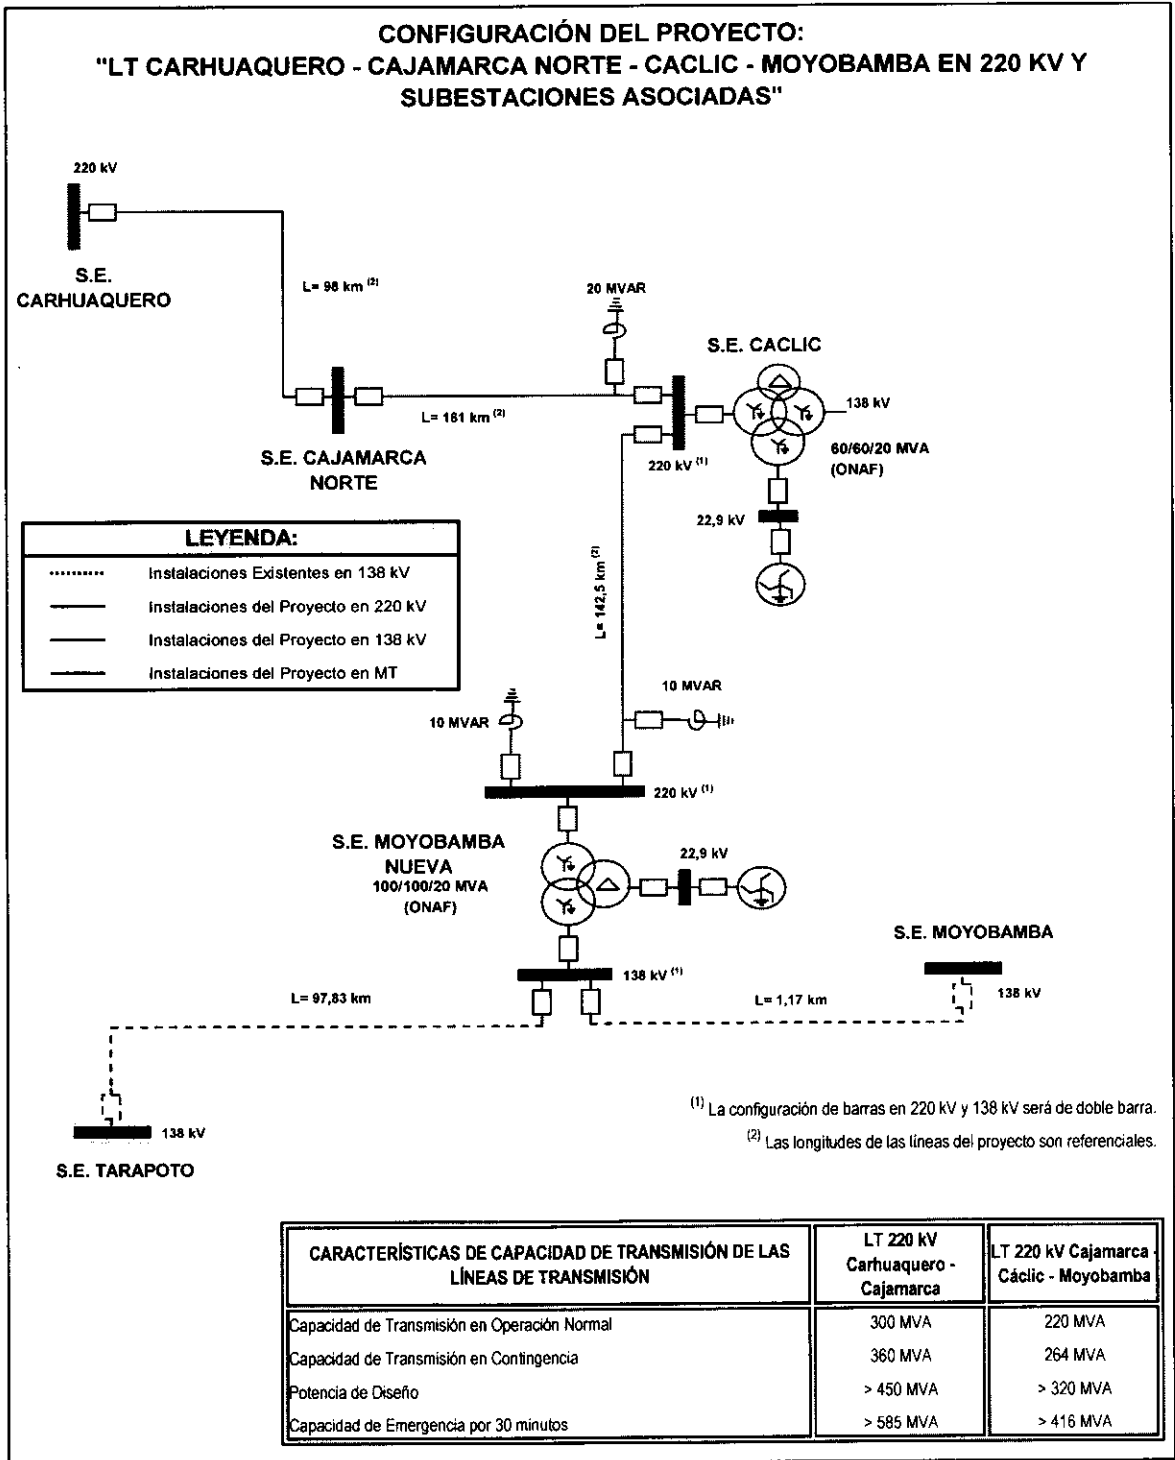 CONFIGURACIÓN DEL PROYECTO:
"LT CARHUAQUERO - CAJAMARCA NORTE - CACLIC - MOYOBAMBA EN 220 KV Y
SUBESTACIONES ASOCIADAS"
220 kV
S.E.
CARHUAQUERO
L= 98 km (2)
20 MVAR
S.E. CACLIC
138 kV
L= 161 km (2)
60/60/20 MVA
(ONAF)
220 kV (1)
S.E. CAJAMARCA
NORTE
22,9 kV
L= 142,5 km (2)
LEYENDA:
Instalaciones Existentes en 138 kV
Instalaciones del Proyecto en 220 kV
Instalaciones del Proyecto en 138 kV
Instalaciones del Proyecto en MT
10 MVAR
10 MVAR
220 kV (1)
S.E. MOYOBAMBA
NUEVA
100/100/20 MVA
(ONAF)
22,9 kV
S.E. MOYOBAMBA
138 kV (1)
138 kV
L= 97,83 km
L= 1,17 km
138 kV
S.E. TARAPOTO
(1) La configuración de barras en 220 kV y 138 kV será de doble barra.
(2) Las longitudes de las líneas del proyecto son referenciales.
CARACTERÍSTICAS DE CAPACIDAD DE TRANSMISIÓN DE LAS
LÍNEAS DE TRANSMISIÓN
LT 220 kV
Carhuaquero -
Cajamarca
LT 220 kV Cajamarca -
Cáclic - Moyobamba
Capacidad de Transmisión en Operación Normal 300 MVA 220 MVA
Capacidad de Transmisión en Contingencia 360 MVA 264 MVA
Potencia de Diseño > 450 MVA > 320 MVA
Capacidad de Emergencia por 30 minutos > 585 MVA > 416 MVA